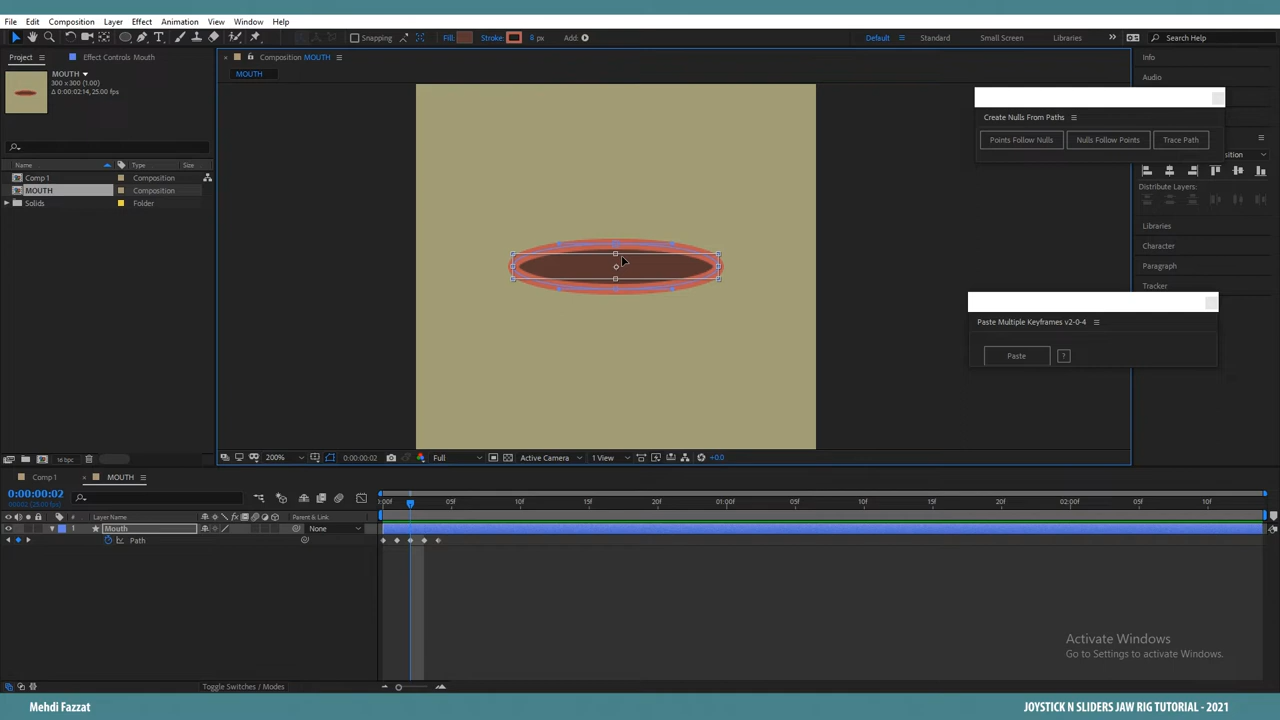 File Edit Composition Layer Effect Animation View Window Help
Snapping Fill: Stroke: 8 px Add: Default Standard Small Screen Libraries Search Help
Project Effect Controls Mouth Composition MOUTH Info
MOUTH
300 x 300 (1.00)
Δ 0:00:02:14, 25.00 fps
MOUTH
Audio
Create Nulls From Paths
Points Follow Nulls Nulls Follow Points Trace Path
Distribute Layers:
Libraries
Character
Paragraph
Tracker
Name Type Size
Comp 1 Composition
MOUTH Composition
Solids Folder
Paste Multiple Keyframes v2-0-4
Paste ?
16 bpc
200% 0:00:00:02 Full Active Camera 1 View +0.0
Comp 1 MOUTH
0:00:00:02
05f 10f 15f 20f 01:00f 05f 10f 15f 20f 02:00f 05f 10f
# Layer Name Parent & Link
1 Mouth None
Path
Activate Windows
Go to Settings to activate Windows.
Toggle Switches / Modes
Mehdi Fazzat
JOYSTICK N SLIDERS JAW RIG TUTORIAL - 2021